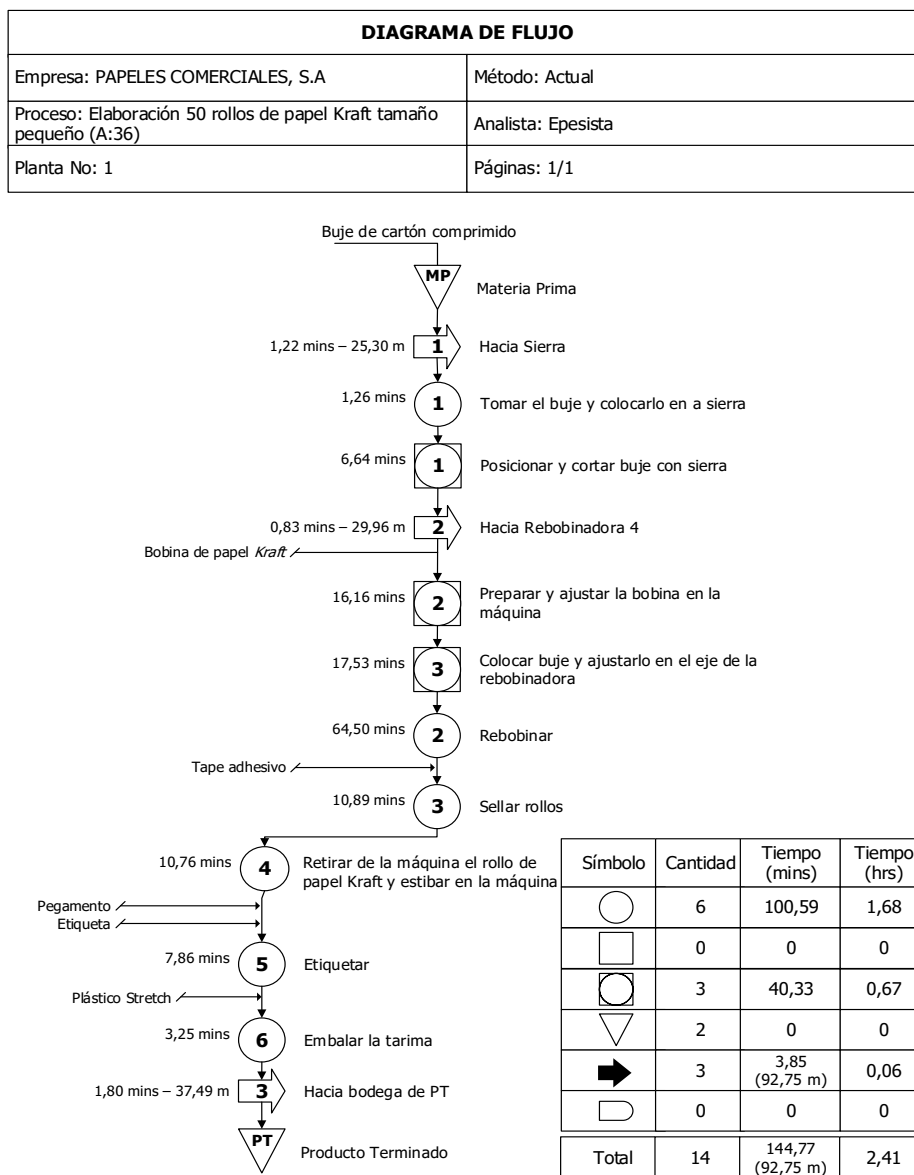 DIAGRAMA DE FLUJO
Empresa: PAPELES COMERCIALES, S.A
Método: Actual
Proceso: Elaboración 50 rollos de papel Kraft tamaño
pequeño (A:36)
Analista: Epesista
Planta No: 1
Páginas: 1/1
Buje de cartón comprimido
MP
Materia Prima
1,22 mins – 25,30 m
1
Hacia Sierra
1,26 mins
1
Tomar el buje y colocarlo en a sierra
6,64 mins
1
Posicionar y cortar buje con sierra
0,83 mins – 29,96 m
2
Hacia Rebobinadora 4
Bobina de papel Kraft
16,16 mins
2
Preparar y ajustar la bobina en la
máquina
17,53 mins
3
Colocar buje y ajustarlo en el eje de la
rebobinadora
64,50 mins
2
Rebobinar
Tape adhesivo
10,89 mins
3
Sellar rollos
10,76 mins
4
Retirar de la máquina el rollo de
papel Kraft y estibar en la máquina
Pegamento
Etiqueta
7,86 mins
5
Etiquetar
Plástico Stretch
3,25 mins
6
Embalar la tarima
1,80 mins – 37,49 m
3
Hacia bodega de PT
PT
Producto Terminado
Símbolo
Cantidad
Tiempo
(mins)
Tiempo
(hrs)
6
100,59
1,68
0
0
0
3
40,33
0,67
2
0
0
3
3,85
(92,75 m)
0,06
0
0
0
Total
14
144,77
(92,75 m)
2,41